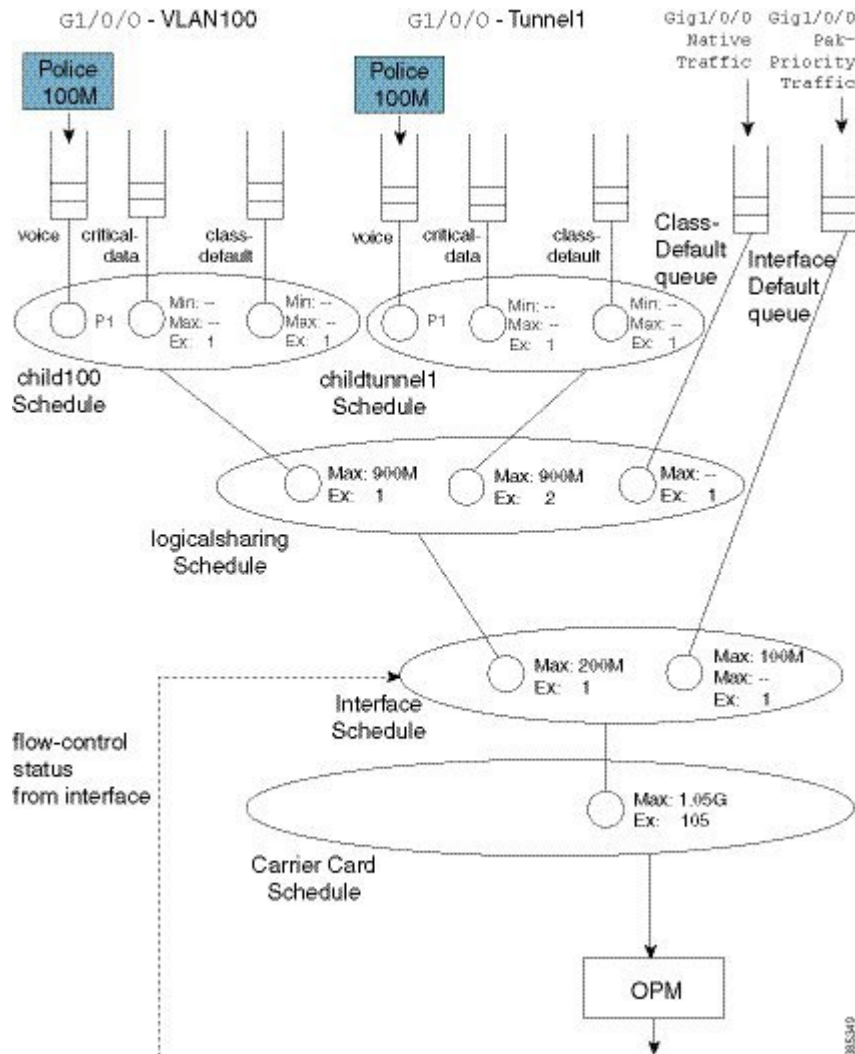 G1/0/0 - VLAN100
G1/0/0 - Tunnel1
Gig1/0/0
Native
Traffic
Gig1/0/0
Pak-
Priority
Traffic
Police
100M
Police
100M
voice
critical-
data
class-
default
voice
critical-
data
class-
default
Class-
Default
queue
Interface
Default
queue
P1
Min: --
Max: --
Ex: 1
Min: --
Max: --
Ex: 1
P1
Min: --
Max: --
Ex: 1
Min: --
Max: --
Ex: 1
child100
Schedule
childtunnel1
Schedule
Max: 900M
Ex: 1
Max: 900M
Ex: 2
Max: --
Ex: 1
logicalsharing
Schedule
Max: 200M
Ex: 1
Max: 100M
Max: --
Ex: 1
Interface
Schedule
flow-control
status
from interface
Max: 1.05G
Ex: 105
Carrier Card
Schedule
OPM
385349